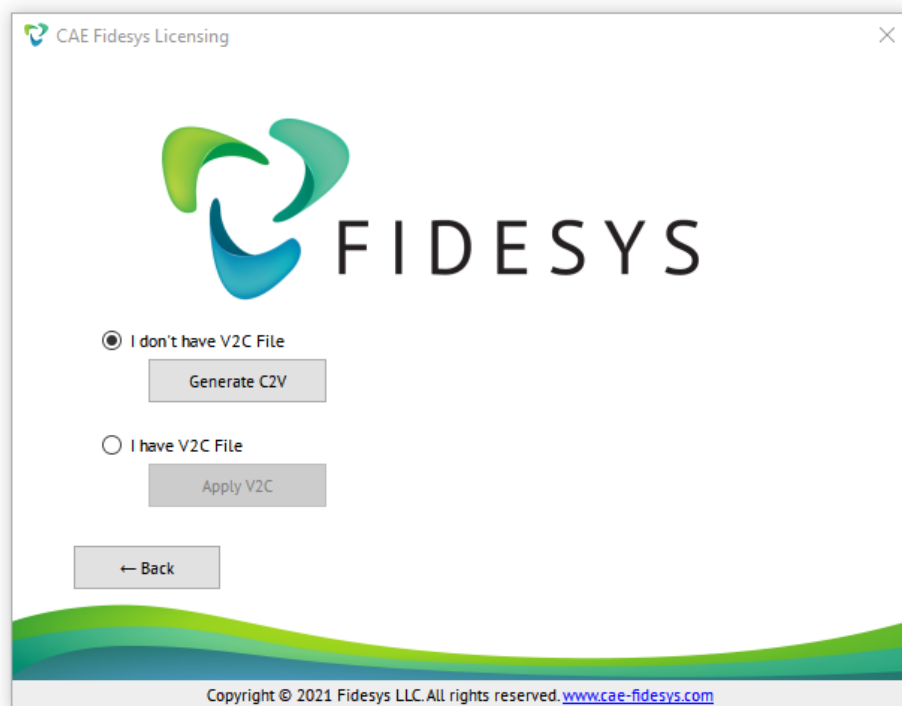 CAE Fidesys Licensing
FIDESYS
I don't have V2C File
Generate C2V
I have V2C File
Apply V2C
← Back
Copyright © 2021 Fidesys LLC. All rights reserved. www.cae-fidesys.com